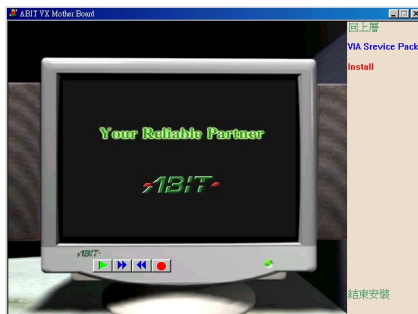 ABIT VX Mother Board
回上層
VIA Srevice Pack
Install
Your Reliable Partner
ABIT
ABIT
結束安裝